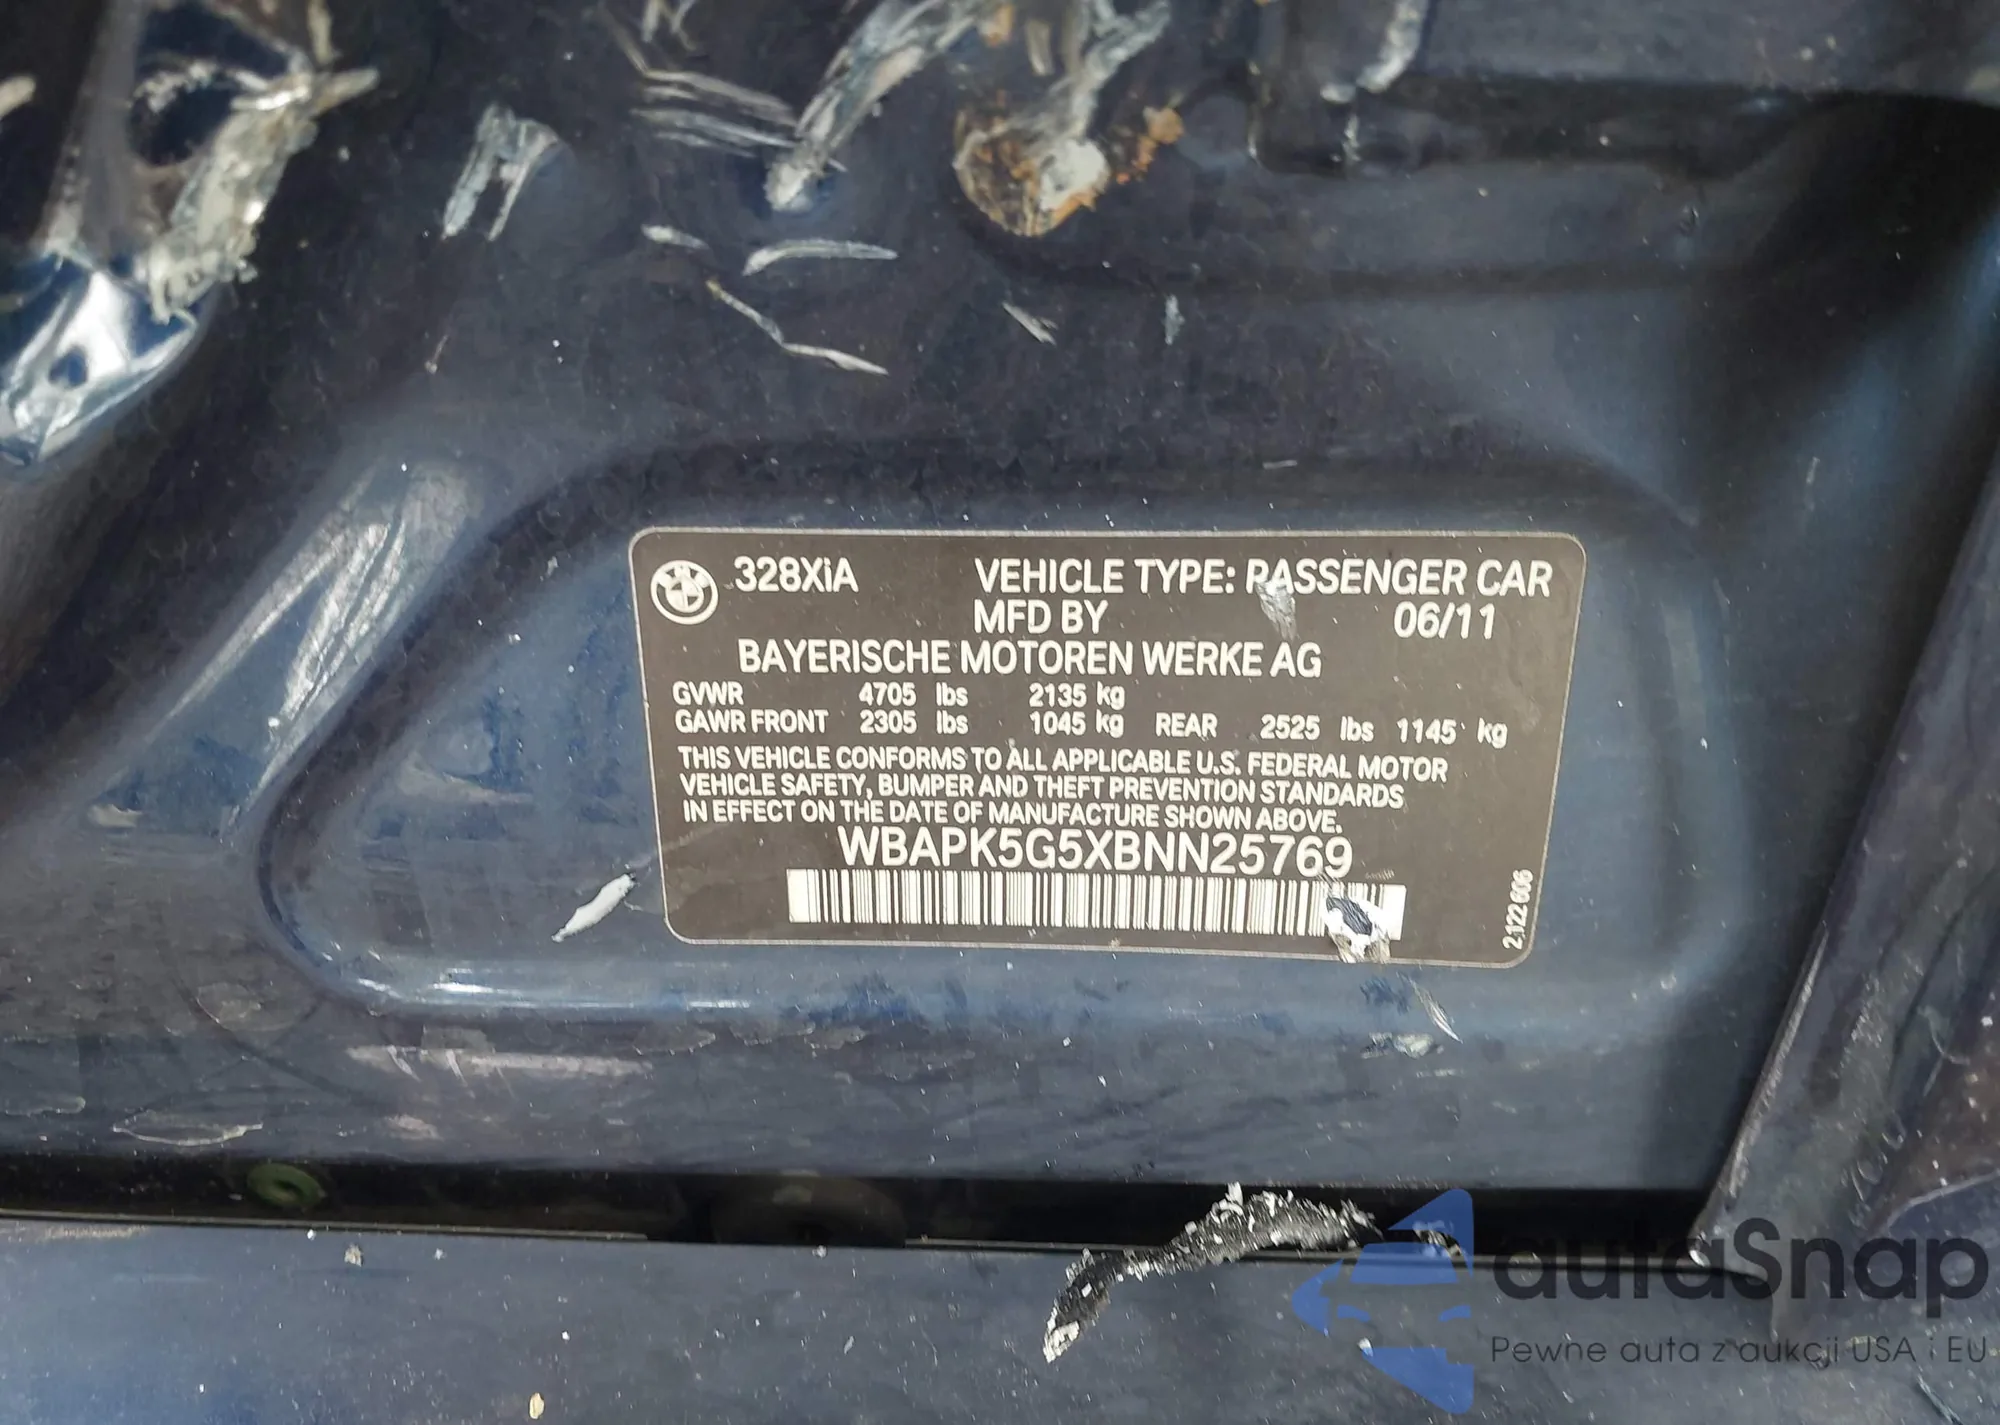 328XiA VEHICLE TYPE: PASSENGER CAR
MFD BY 06/11
BAYERISCHE MOTOREN WERKE AG
GVWR 4705 lbs 2135 kg
GAWR FRONT 2305 lbs 1045 kg REAR 2525 lbs 1145 kg
THIS VEHICLE CONFORMS TO ALL APPLICABLE U.S. FEDERAL MOTOR
VEHICLE SAFETY, BUMPER AND THEFT PREVENTION STANDARDS
IN EFFECT ON THE DATE OF MANUFACTURE SHOWN ABOVE.
WBAPK5G5XBNN25769
2122606
autaSnap
Pewne auta z aukcji USA i EU